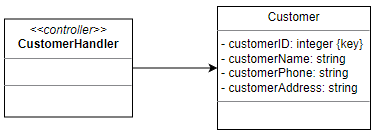 <<controller>>
CustomerHandler
Customer
- customerID: integer {key}
- customerName: string
- customerPhone: string
- customerAddress: string